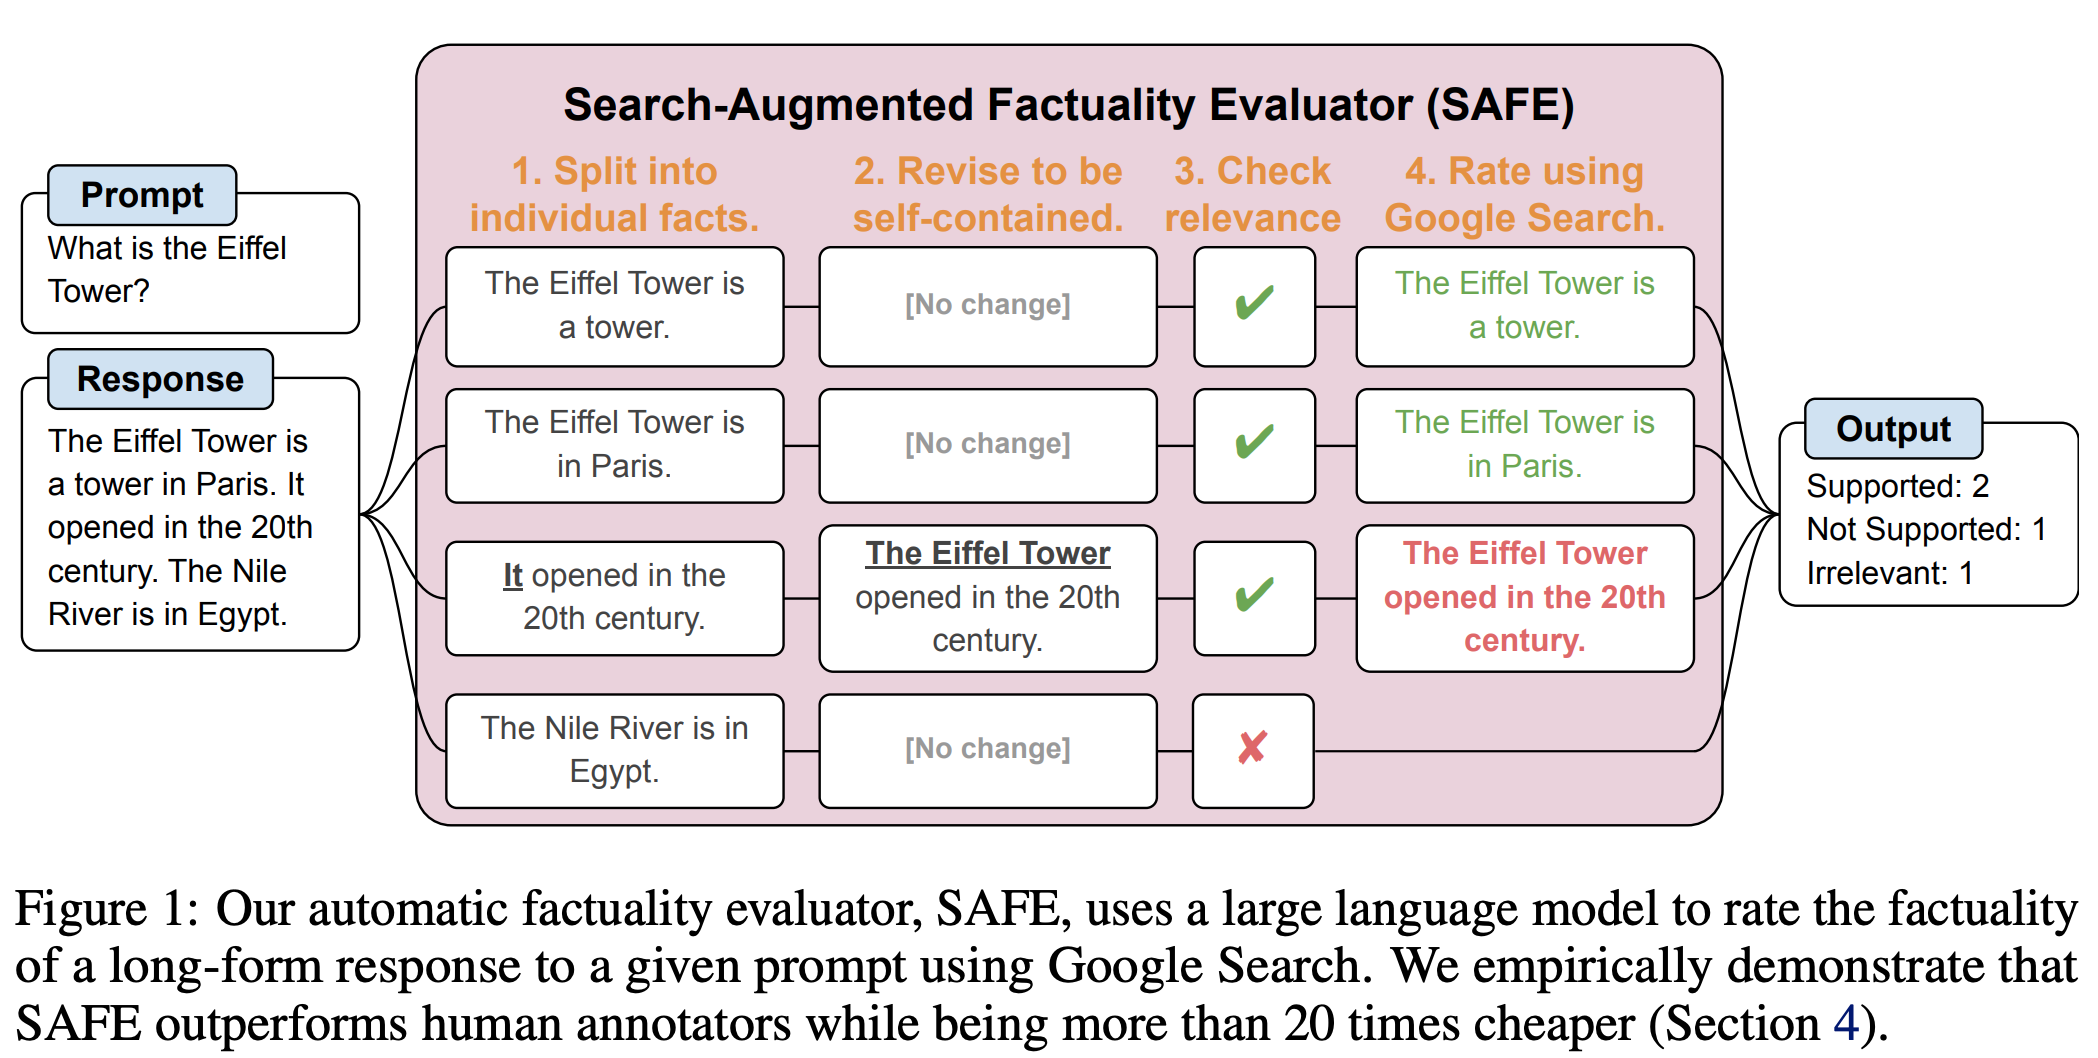 Search-Augmented Factuality Evaluator (SAFE)
Prompt
What is the Eiffel
Tower?
Response
The Eiffel Tower is
a tower in Paris. It
opened in the 20th
century. The Nile
River is in Egypt.
1. Split into
individual facts.
2. Revise to be
self-contained.
3. Check
relevance
4. Rate using
Google Search.
The Eiffel Tower is
a tower.
[No change]
✔
The Eiffel Tower is
a tower.
The Eiffel Tower is
in Paris.
[No change]
✔
The Eiffel Tower is
in Paris.
It opened in the
20th century.
The Eiffel Tower
opened in the 20th
century.
✔
The Eiffel Tower
opened in the 20th
century.
The Nile River is in
Egypt.
[No change]
✘
Output
Supported: 2
Not Supported: 1
Irrelevant: 1
Figure 1: Our automatic factuality evaluator, SAFE, uses a large language model to rate the factuality
of a long-form response to a given prompt using Google Search. We empirically demonstrate that
SAFE outperforms human annotators while being more than 20 times cheaper (Section 4).